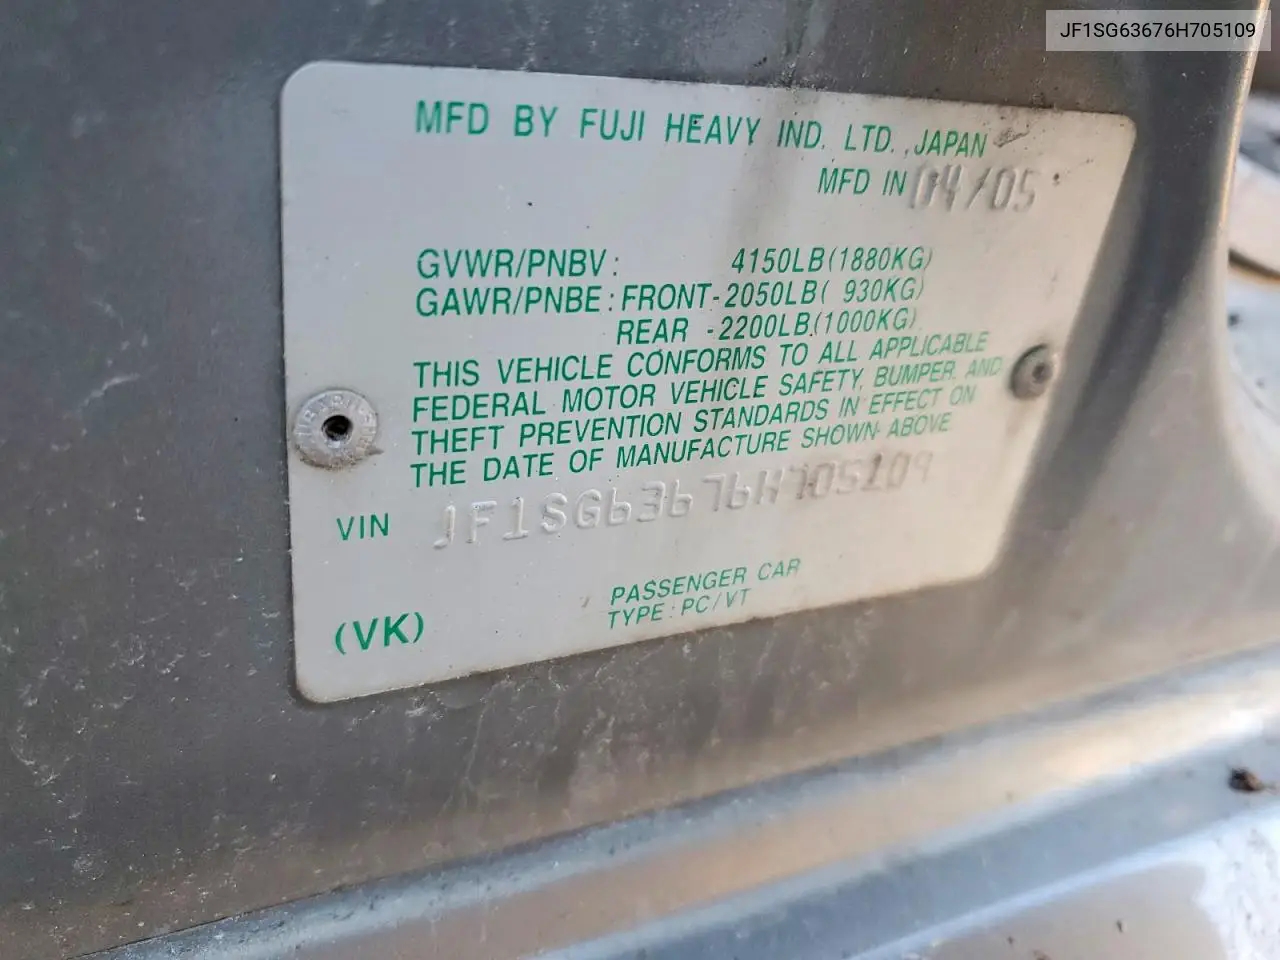 JF1SG63676H705109
MFD BY FUJI HEAVY IND. LTD., JAPAN
MFD IN 04/05
GVWR/PNBV: 4150LB(1880KG)
GAWR/PNBE: FRONT-2050LB( 930KG)
REAR -2200LB(1000KG)
THIS VEHICLE CONFORMS TO ALL APPLICABLE
FEDERAL MOTOR VEHICLE SAFETY, BUMPER, AND
THEFT PREVENTION STANDARDS IN EFFECT ON
THE DATE OF MANUFACTURE SHOWN ABOVE
VIN JF1SG63676H705109
PASSENGER CAR
TYPE: PC/VT
(VK)